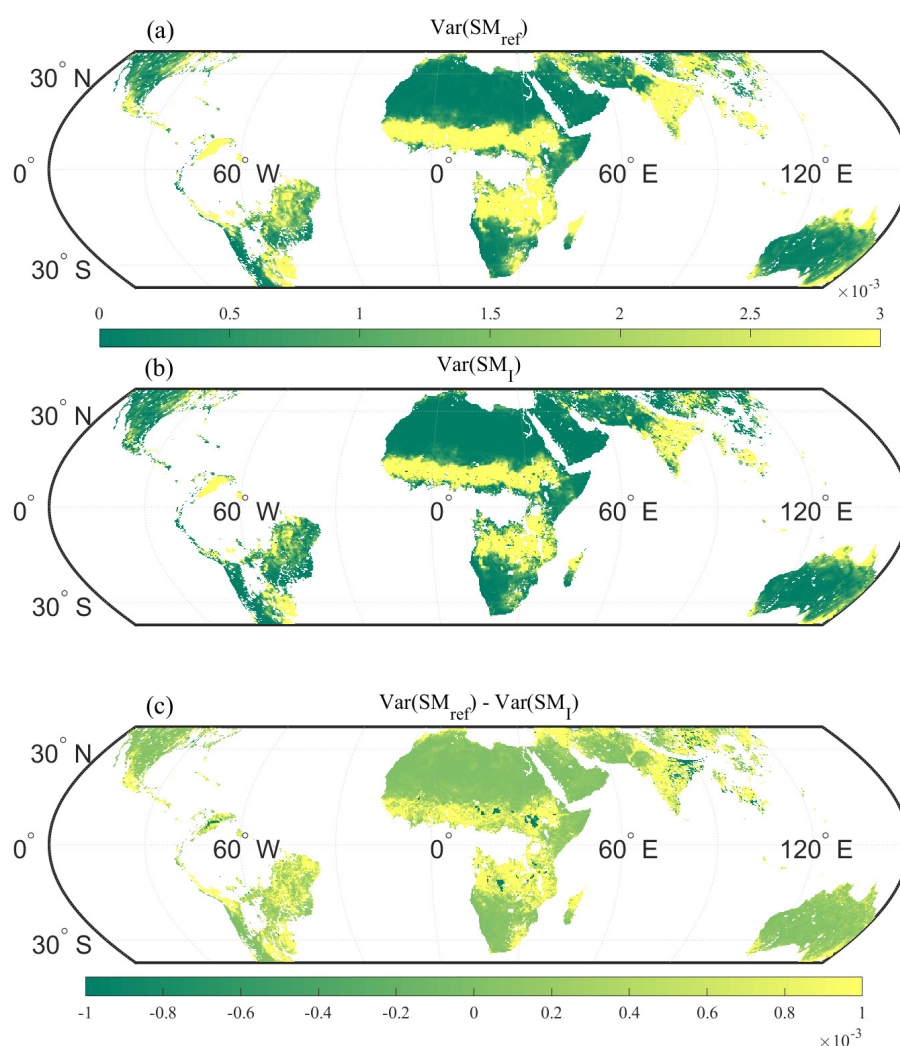 (a) Var(SM_ref)
30° N
0° 60° W 0° 60° E 120° E
30° S
×10^-3
0 0.5 1 1.5 2 2.5 3
(b) Var(SM_I)
30° N
0° 60° W 0° 60° E 120° E
30° S
(c) Var(SM_ref) - Var(SM_I)
30° N
0° 60° W 0° 60° E 120° E
30° S
-1 -0.8 -0.6 -0.4 -0.2 0 0.2 0.4 0.6 0.8 1
×10^-3